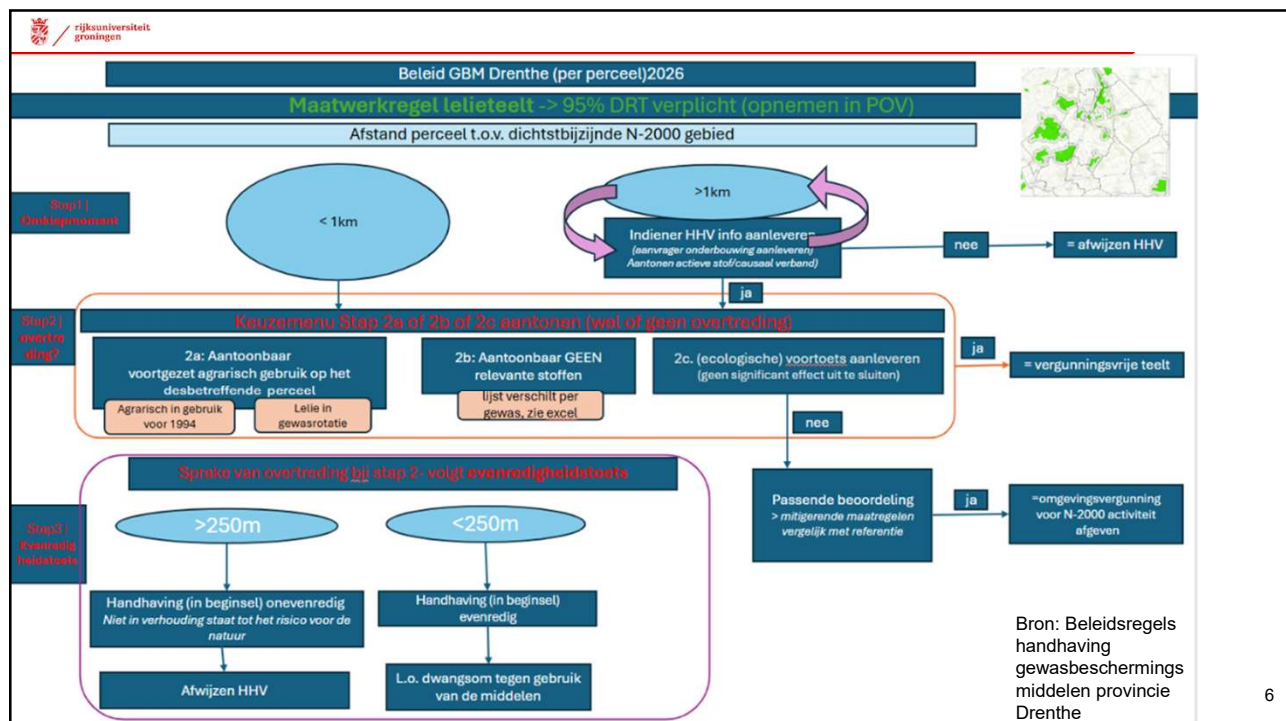 rijksuniversiteit
groningen
Beleid GBM Drenthe (per perceel)2026
Maatwerkregel lelieteelt -> 95% DRT verplicht (opnemen in POV)
Afstand perceel t.o.v. dichtstbijzijnde N-2000 gebied
Stap1 |
Omklapmoment
< 1km
>1km
Indiener HHV info aanleveren
(aanvrager onderbouwing aanleveren)
Aantonen actieve stof/causaal verband)
nee
= afwijzen HHV
ja
Stap2 |
overtre
ding?
Keuzemenu Stap 2a of 2b of 2c aantonen (wel of geen overtreding)
2a: Aantoonbaar
voortgezet agrarisch gebruik op het
desbetreffende perceel
Agrarisch in gebruik
voor 1994
Lelie in
gewasrotatie
2b: Aantoonbaar GEEN
relevante stoffen
lijst verschilt per
gewas, zie excel
2c. (ecologische) voortoets aanleveren
(geen significant effect uit te sluiten)
ja
= vergunningsvrije teelt
nee
Sprake van overtreding bij stap 2- volgt evenredigheidstoets
Stap3 |
Evenredig
heidstoets
>250m
<250m
Handhaving (in beginsel) onevenredig
Niet in verhouding staat tot het risico voor de
natuur
Handhaving (in beginsel)
evenredig
Afwijzen HHV
L.o. dwangsom tegen gebruik
van de middelen
Passende beoordeling
> mitigerende maatregelen
vergelijk met referentie
ja
=omgevingsvergunning
voor N-2000 activiteit
afgeven
Bron: Beleidsregels
handhaving
gewasbeschermings
middelen provincie
Drenthe
6